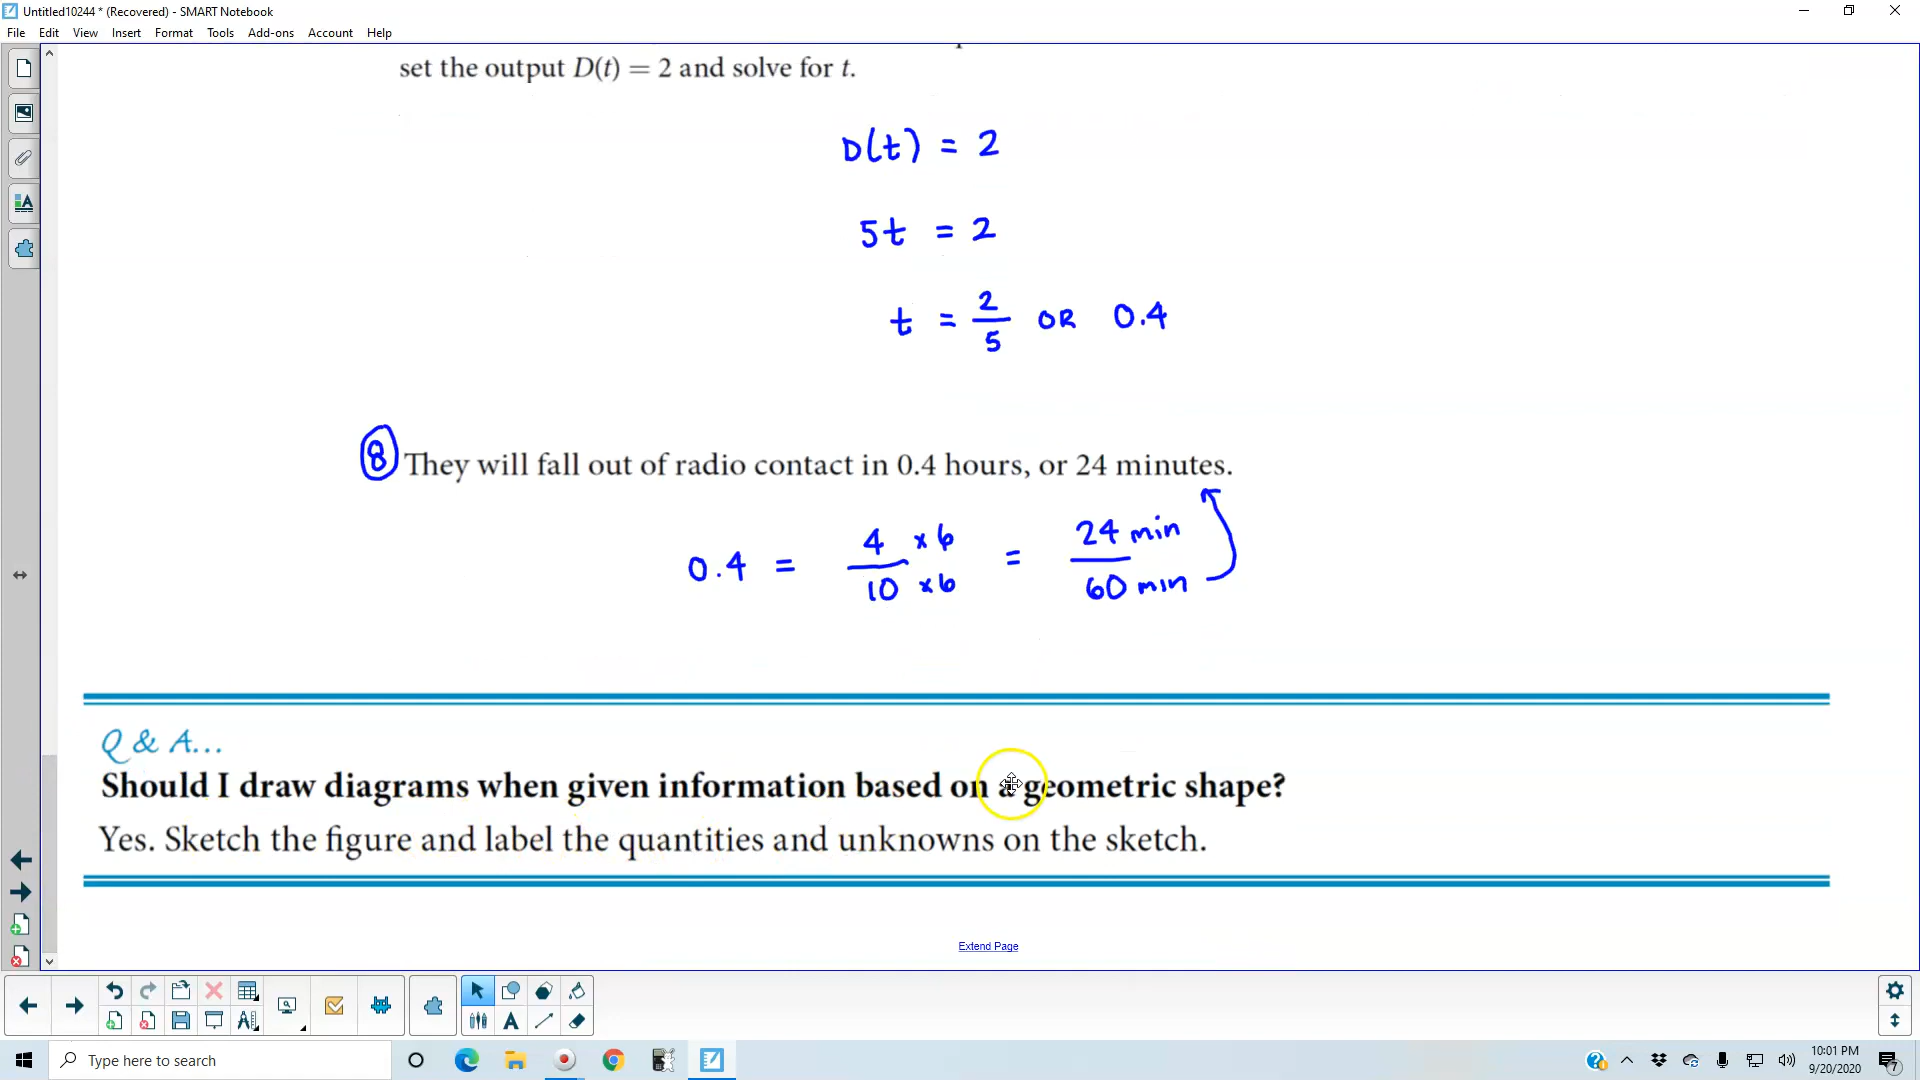 Untitled10244 * (Recovered) - SMART Notebook
File Edit View Insert Format Tools Add-ons Account Help
set the output D(t) = 2 and solve for t.
D(t) = 2
5t = 2
t = 2/5 OR 0.4
8 They will fall out of radio contact in 0.4 hours, or 24 minutes.
0.4 = 4 x 6 / 10 x 6 = 24 min / 60 min
Q & A...
Should I draw diagrams when given information based on a geometric shape?
Yes. Sketch the figure and label the quantities and unknowns on the sketch.
Extend Page
Type here to search
10:01 PM
9/20/2020
7